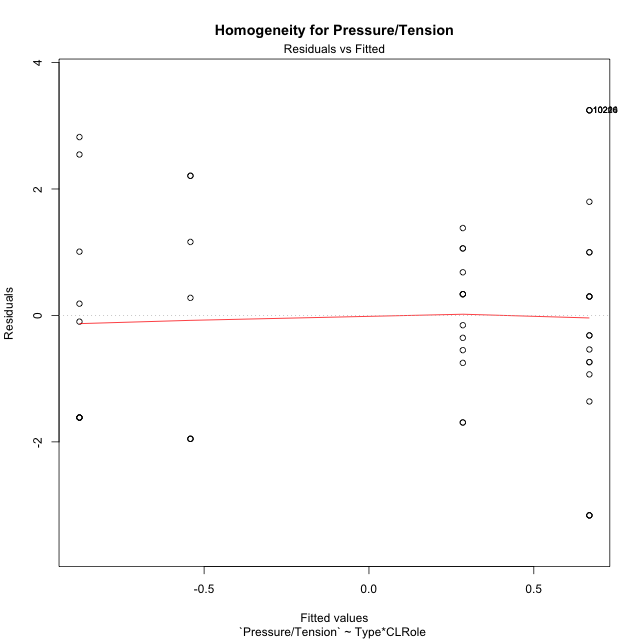 Homogeneity for Pressure/Tension
Residuals vs Fitted
4
2
0
-2
Residuals
-0.5
0.0
0.5
Fitted values
`Pressure/Tension` ~ Type*CLRole